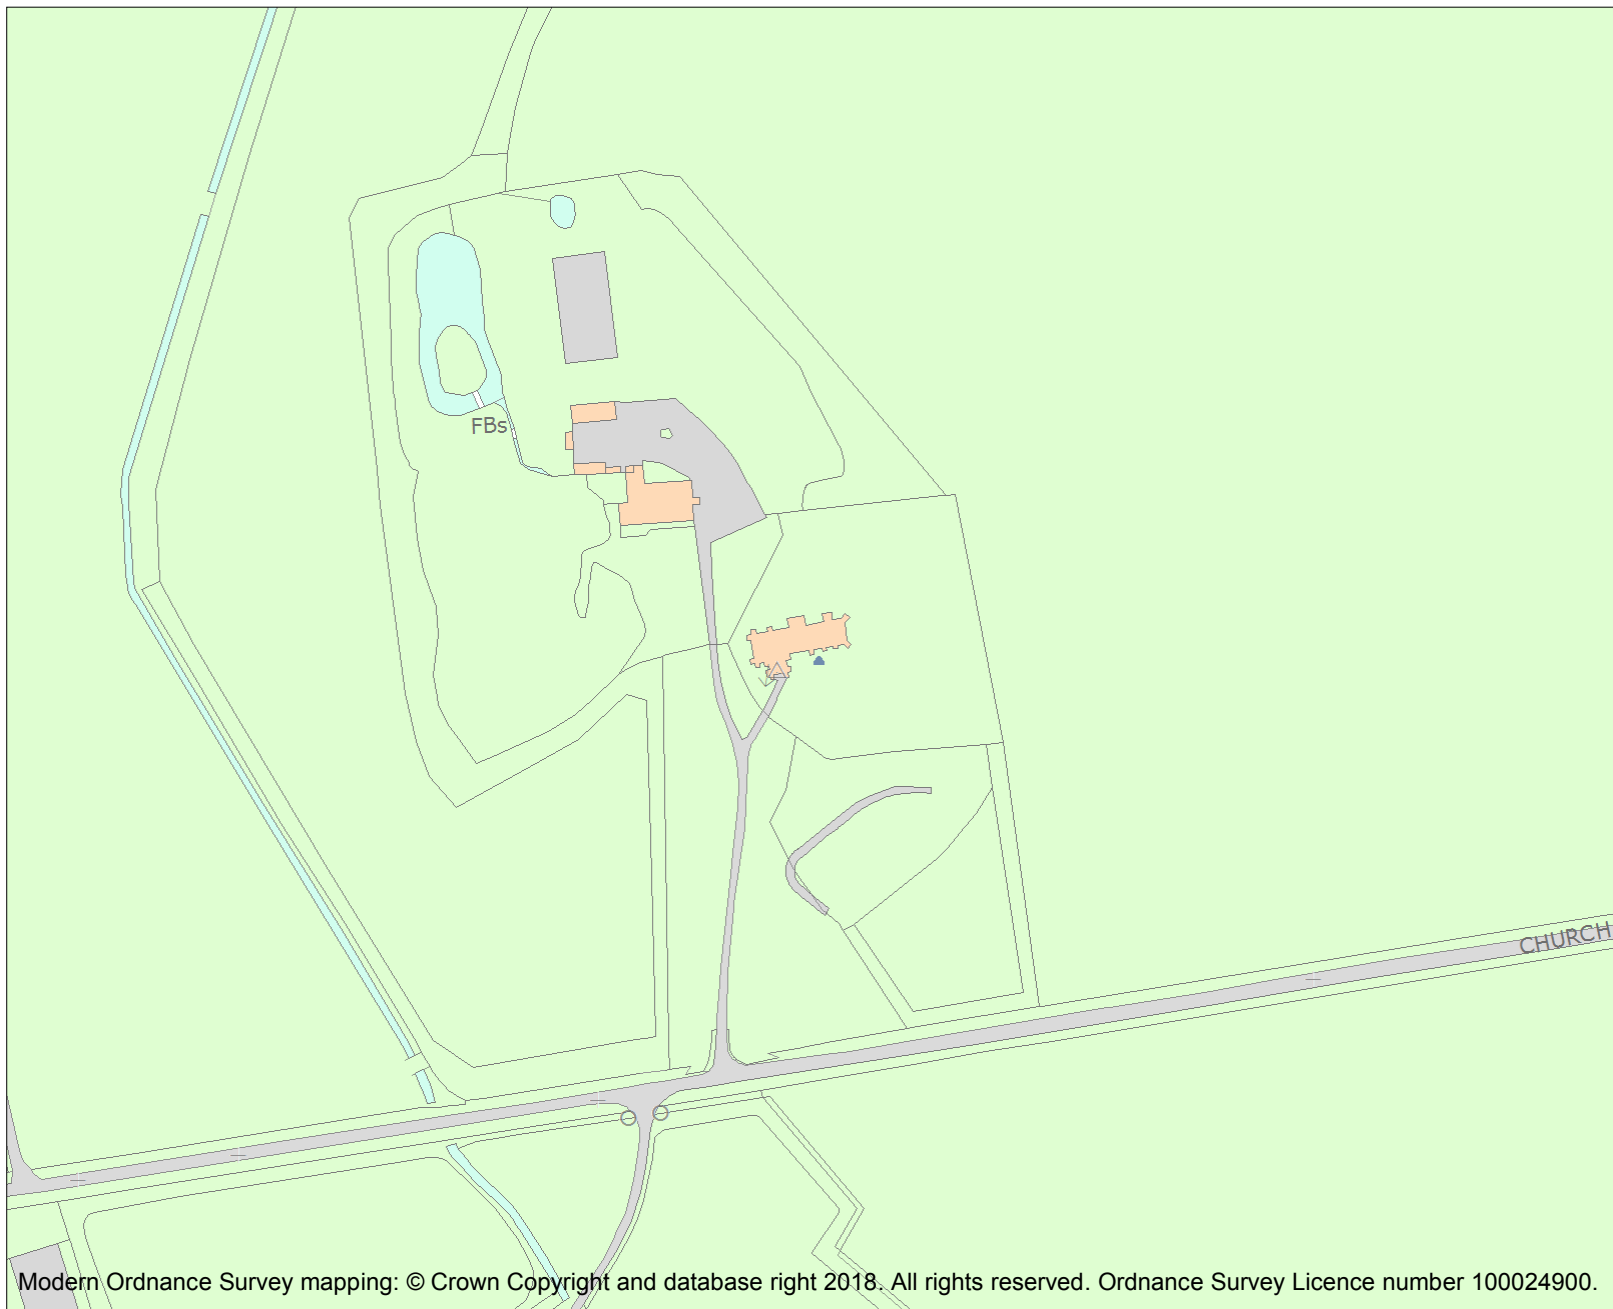 FBs
CHURCH
Modern Ordnance Survey mapping: © Crown Copyright and database right 2018. All rights reserved. Ordnance Survey Licence number 100024900.